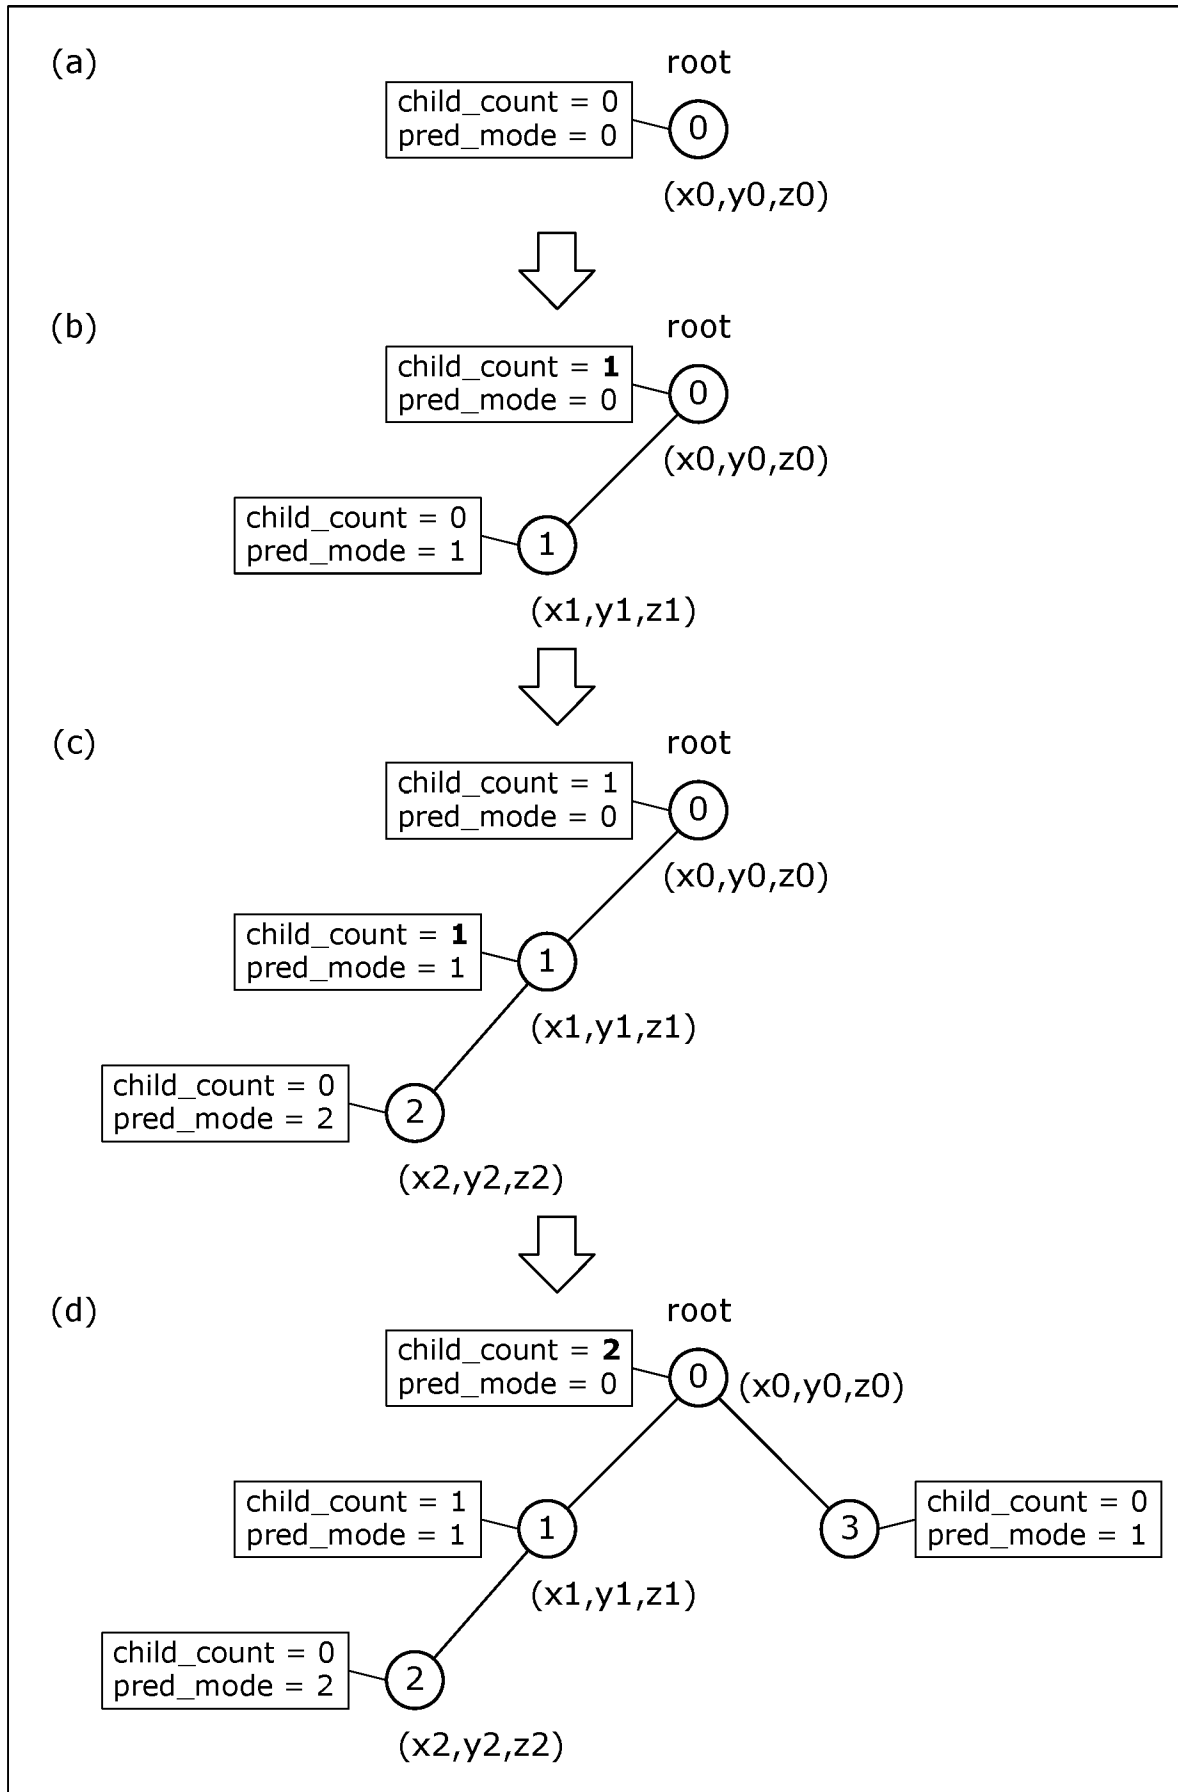 (a)
root
child_count = 0
pred_mode = 0
0
(x0,y0,z0)
(b)
root
child_count = 1
pred_mode = 0
0
(x0,y0,z0)
child_count = 0
pred_mode = 1
1
(x1,y1,z1)
(c)
root
child_count = 1
pred_mode = 0
0
(x0,y0,z0)
child_count = 1
pred_mode = 1
1
(x1,y1,z1)
child_count = 0
pred_mode = 2
2
(x2,y2,z2)
(d)
root
child_count = 2
pred_mode = 0
0
(x0,y0,z0)
child_count = 1
pred_mode = 1
1
(x1,y1,z1)
3
child_count = 0
pred_mode = 1
child_count = 0
pred_mode = 2
2
(x2,y2,z2)